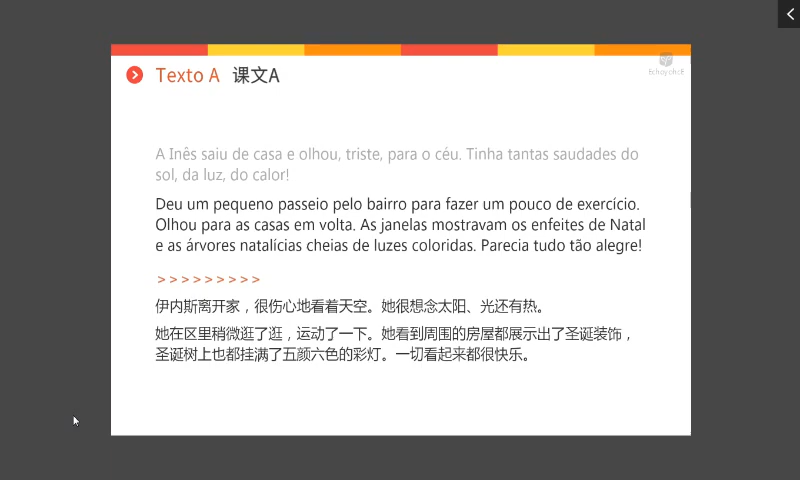 Texto A 课文A
A Inês saiu de casa e olhou, triste, para o céu. Tinha tantas saudades do
sol, da luz, do calor!
Deu um pequeno passeio pelo bairro para fazer um pouco de exercício.
Olhou para as casas em volta. As janelas mostravam os enfeites de Natal
e as árvores natalícias cheias de luzes coloridas. Parecia tudo tão alegre!
>>>>>>>>>
伊内斯离开家，很伤心地看着天空。她很想念太阳、光还有热。
她在区里稍微逛了逛，运动了一下。她看到周围的房屋都展示出了圣诞装饰，
圣诞树上也都挂满了五颜六色的彩灯。一切看起来都很快乐。